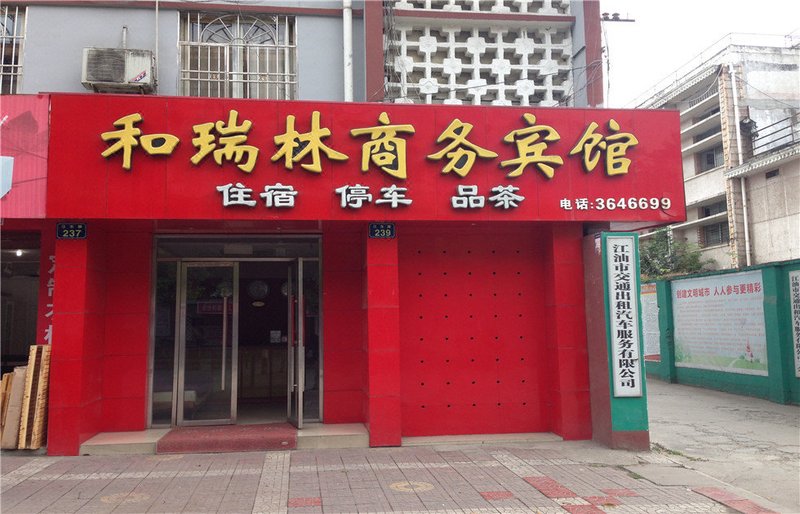 和瑞林商务宾馆
住宿 停车 品茶
电话:3646699
237
239
江油市交通出租汽车服务有限公司
创建文明城市 人人参与更精彩